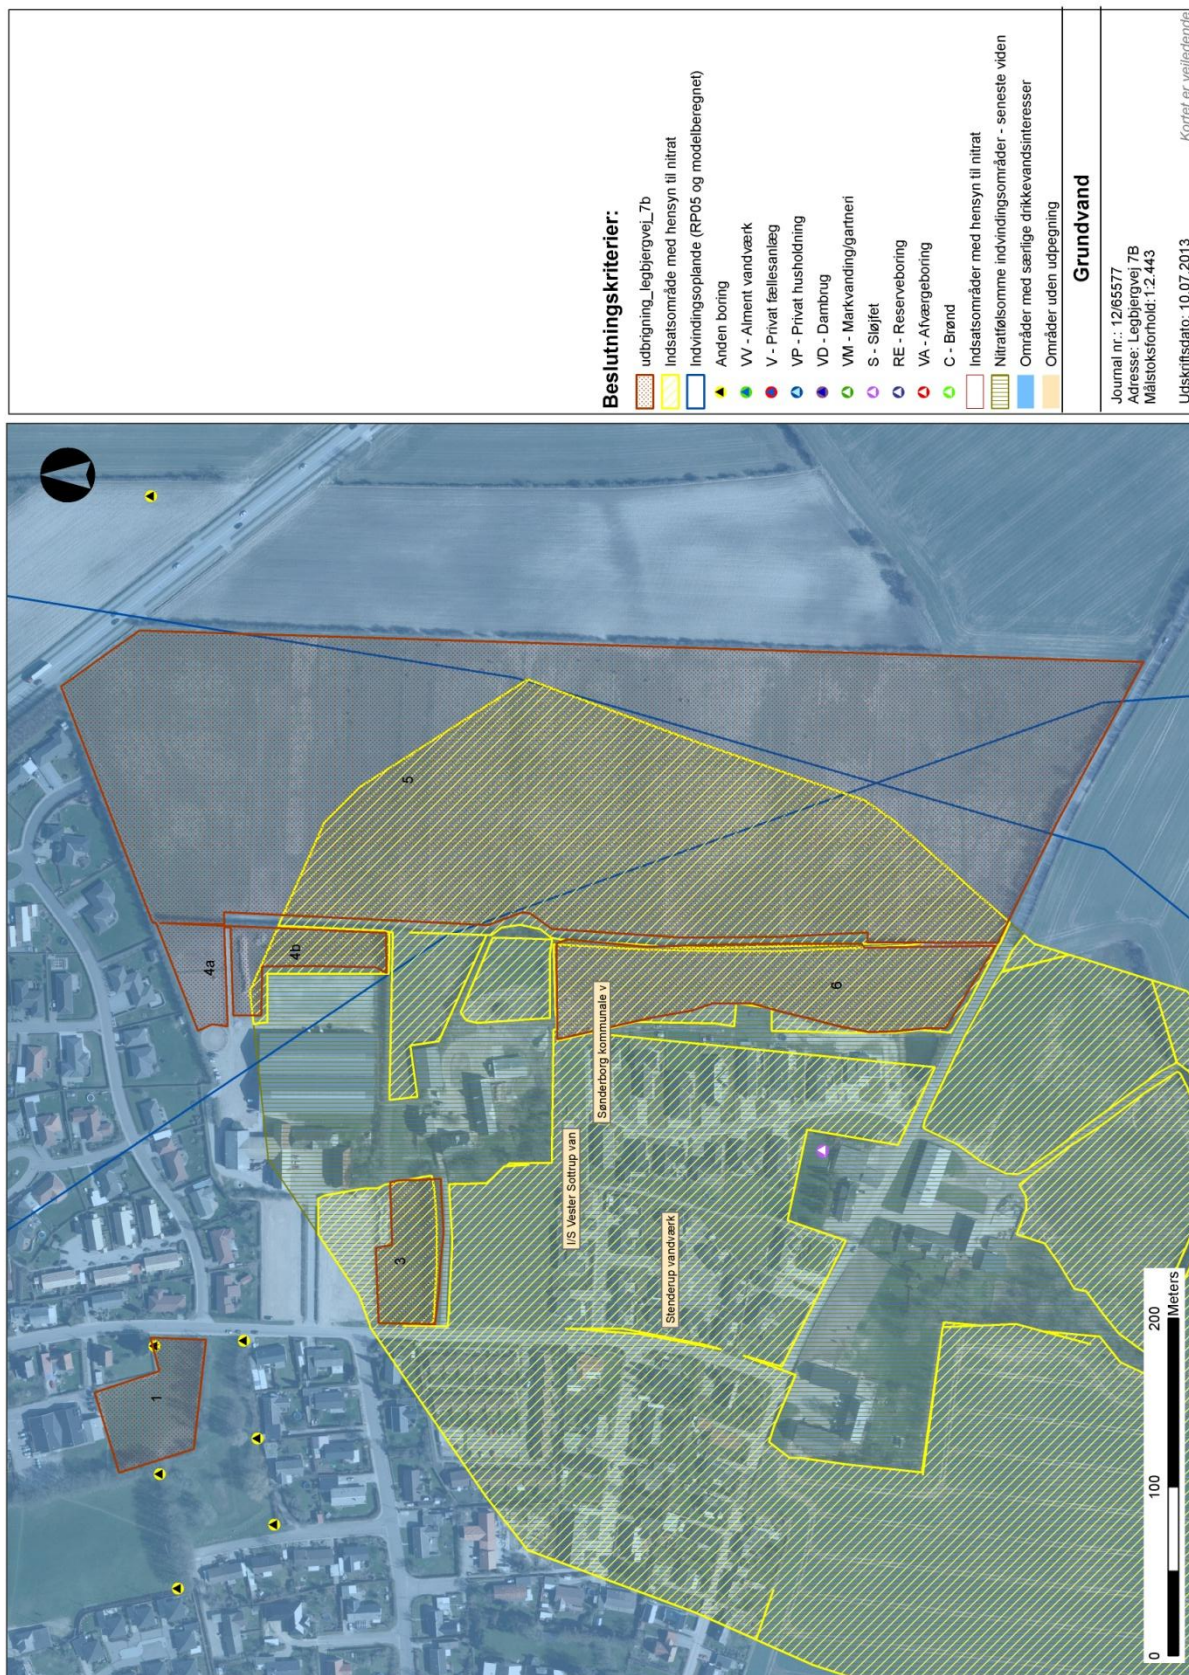 Beslutningskriterier:
udbrigning_legbjergvej_7b
Indsatsområde med hensyn til nitrat
Indvindingsoplande (RP05 og modelberegnet)
Anden boring
VV - Alment vandværk
V - Privat fællesanlæg
VP - Privat husholdning
VD - Dambrug
VM - Markvanding/gartneri
S - Sløjfet
RE - Reserveboring
VA - Afværgeboring
C - Brønd
Indsatsområder med hensyn til nitrat
Nitratfølsomme indvindingsområder - seneste viden
Områder med særlige drikkevandsinteresser
Områder uden udpegning
Grundvand
Journal nr.: 12/65577
Adresse: Legbjergvej 7B
Målstoksforhold: 1:2.443
Udskriftsdato: 10.07.2013
Kortet er vejledende
1
3
4a
4b
5
6
I/S Vester Sottrup van
Sønderborg kommunale v
Stenderup vandværk
0 100 200
Meters